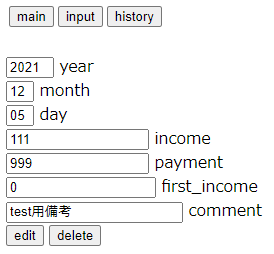 main input history
2021 year
12 month
05 day
111 income
999 payment
0 first_income
test用備考 comment
edit delete